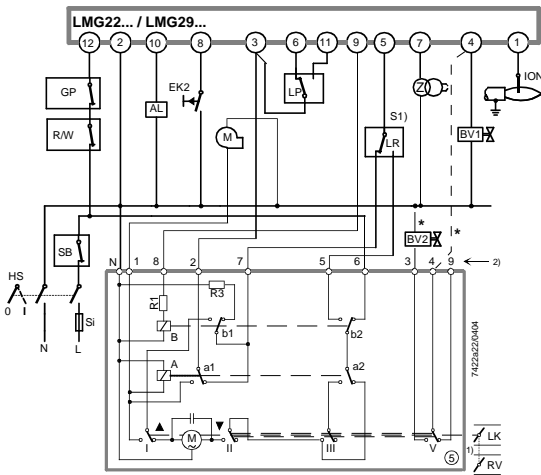 LMG22... / LMG29...
12 2 10 8 3 6 11 9 5 7 4 1
ION
GP
EK2
LP
Z
AL
S1)
R/W
M
LR
BV1
*
*
SB
BV2
HS
N 1 8 2 7 5 6 3 4 9 2)
0 I
Si
R1
R3
N L
B b1 b2
A a1 a2
7422a22/0404
M
I II III V
LK
1)
RV
5